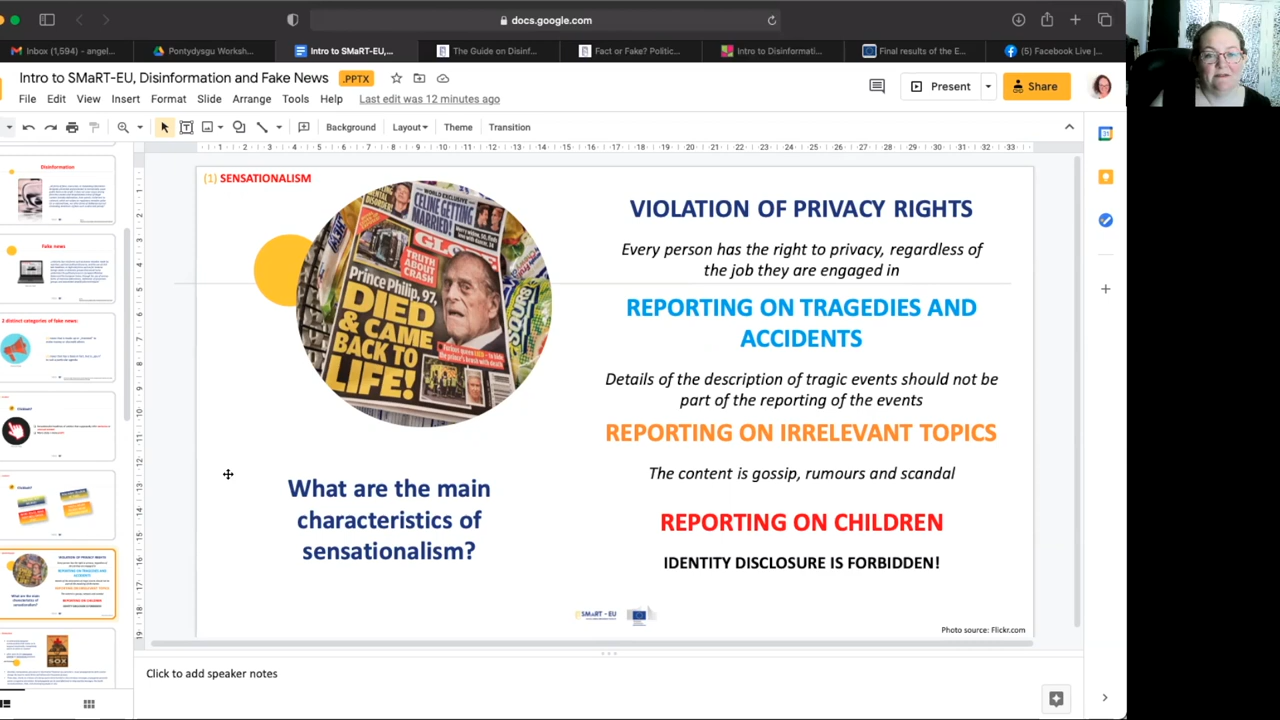 docs.google.com
Inbox (1,594) - angel...
Pontydysgu Worksh...
Intro to SMaRT-EU,...
The Guide on Disinf...
Fact or Fake? Politic...
Intro to Disinformati...
Final results of the E...
(5) Facebook Live |...
Intro to SMaRT-EU, Disinformation and Fake News
.PPTX
Present
Share
File Edit View Insert Format Slide Arrange Tools Help Last edit was 12 minutes ago
Background Layout Theme Transition
Disinformation
Fake news
2 distinct categories of fake news:
(1) SENSATIONALISM
CELINE GETTING
MARRIED!
TRUTH
ABOUT
CRASH
Prince Philip, 97,
DIED
& CAME
BACK TO
LIFE!
What are the main
characteristics of
sensationalism?
VIOLATION OF PRIVACY RIGHTS
Every person has the right to privacy, regardless of
the job they are engaged in
REPORTING ON TRAGEDIES AND
ACCIDENTS
Details of the description of tragic events should not be
part of the reporting of the events
REPORTING ON IRRELEVANT TOPICS
The content is gossip, rumours and scandal
REPORTING ON CHILDREN
IDENTITY DISCLOSURE IS FORBIDDEN!
SMaRT - EU
Photo source: Flickr.com
Click to add speaker notes